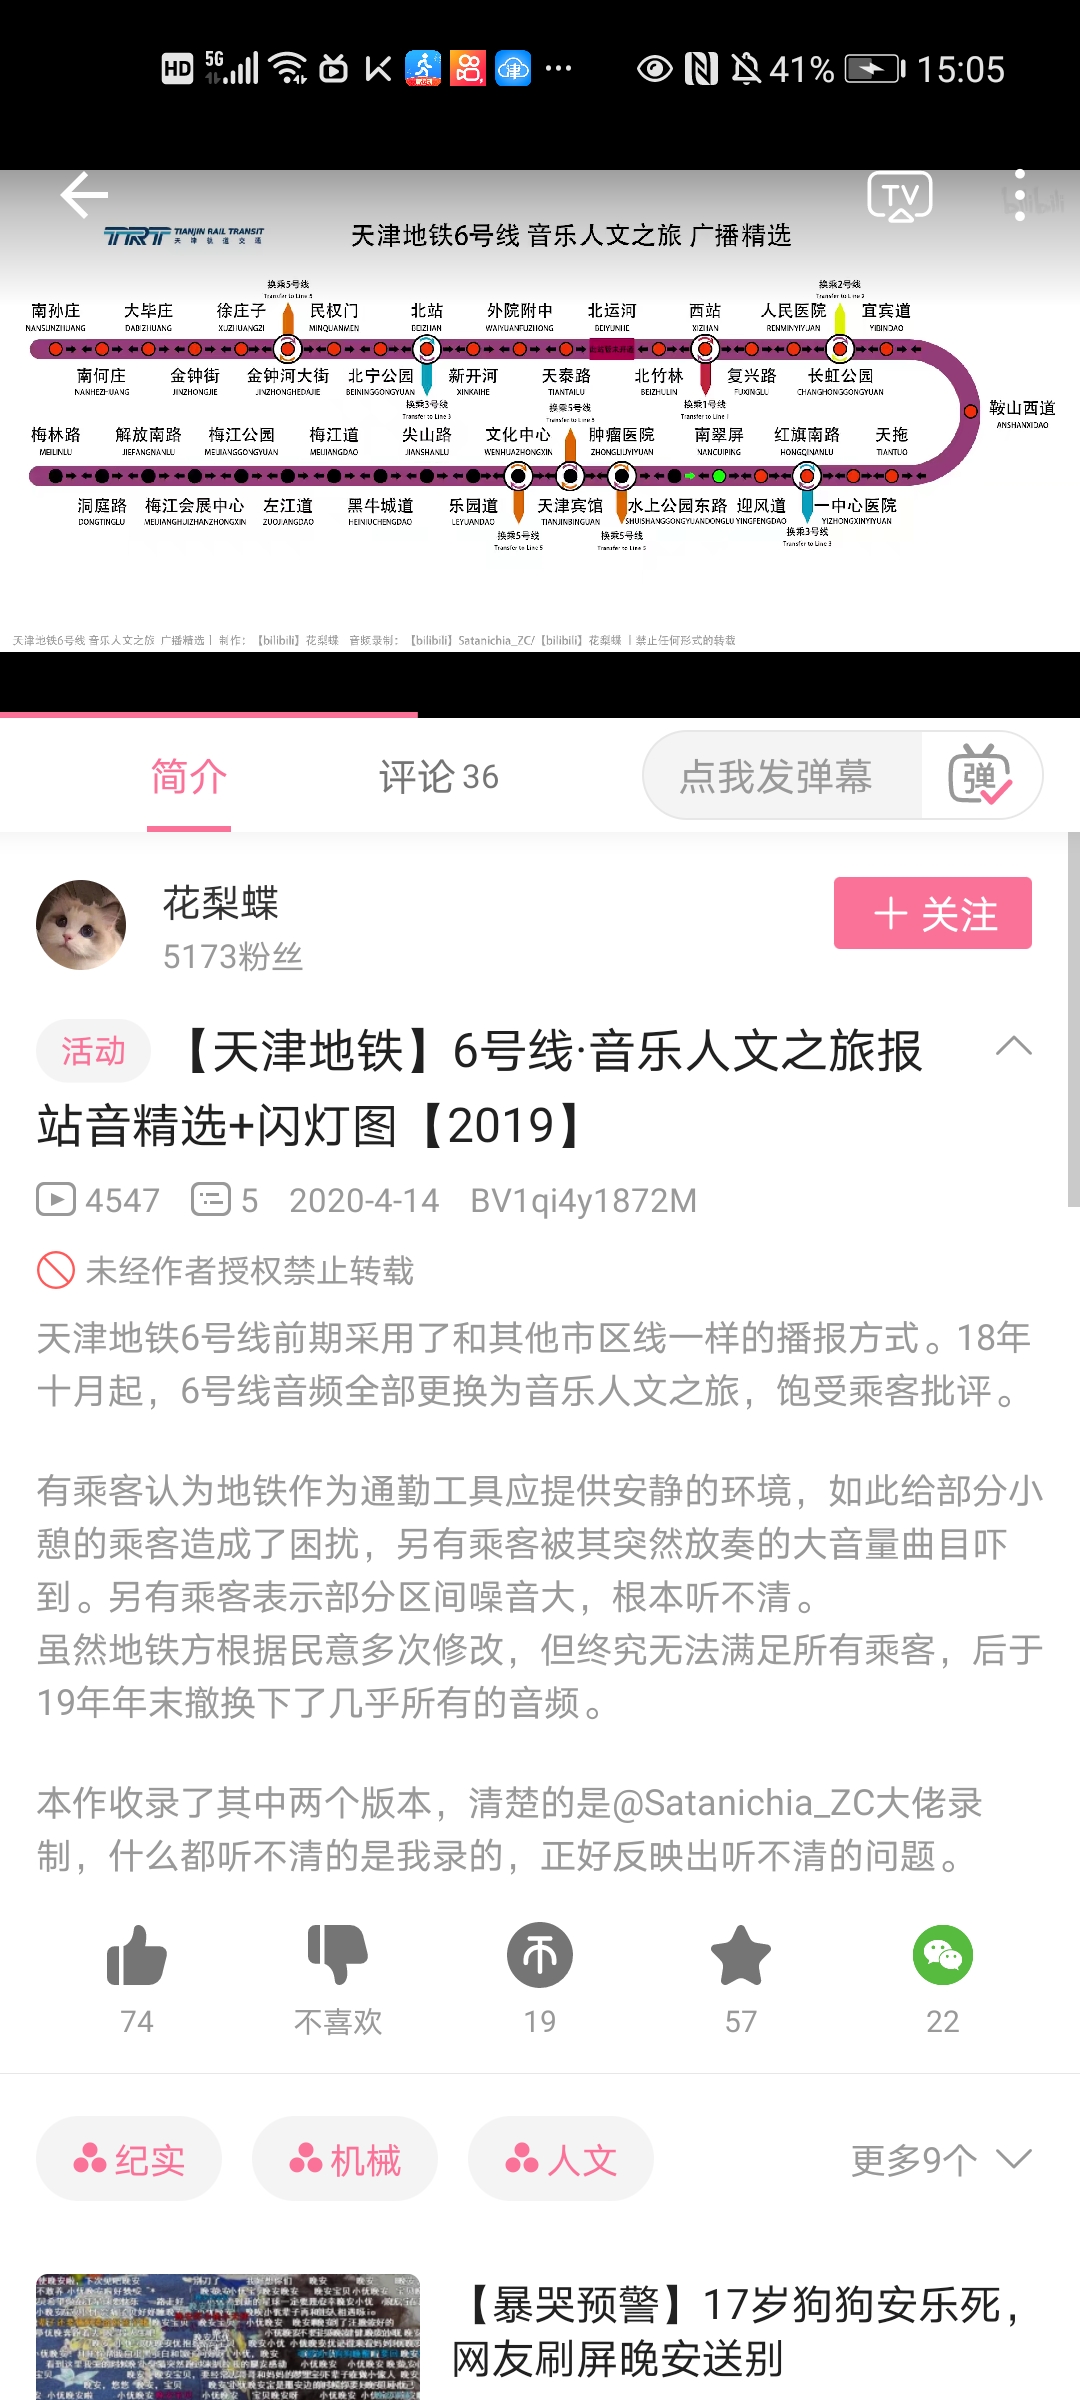 HD 5G 41% 15:05
TV
bilibili
TRT TIANJIN RAIL TRANSIT
天津轨道交通
天津地铁6号线 音乐人文之旅 广播精选
换乘5号线 换乘2号线
Transfer to Line 5 Transfer to Line 2
南孙庄 大毕庄 徐庄子 民权门 北站 外院附中 北运河 西站 人民医院 宜宾道
NANSUNZHUANG DABIZHUANG XUZHUANGZI MINQUANMEN BEIZHAN WAIYUANFUZHONG BEIYUNHE XIZHAN RENMINYIYUAN YIBINDAO
南何庄 金钟街 金钟河大街 北宁公园 新开河 天泰路 北竹林 复兴路 长虹公园
NANHEZHUANG JINZHONGJIE JINZHONGHEDAJIE BEININGGONGYUAN XINKAIHE TIANTAILU BEIZHULIN FUXINGLU CHANGHONGGONGYUAN
换乘3号线 换乘5号线 换乘1号线
Transfer to Line 3 Transfer to Line 5 Transfer to Line 1
鞍山西道
ANSHANXIDAO
梅林路 解放南路 梅江公园 梅江道 尖山路 文化中心 肿瘤医院 南翠屏 红旗南路 天拖
MEILINLU JIEFANGNANLU MEIJIANGGONGYUAN MEIJIANGDAO JIANSHANLU WENHUAZHONGXIN ZHONGLIUYIYUAN NANCUIPING HONGQINANLU TIANTUO
洞庭路 梅江会展中心 左江道 黑牛城道 乐园道 天津宾馆 水上公园东路 迎风道 一中心医院
DONGTINGLU MEIJIANGHUIZHANZHONGXIN ZUOJIANGDAO HEINIUCHENGDAO LEYUANDAO TIANJINBINGUAN SHUISHANGGONGYUANDONGLU YINGFENGDAO YIZHONGXINYIYUAN
换乘5号线 换乘5号线 换乘3号线
Transfer to Line 5 Transfer to Line 5 Transfer to Line 3
天津地铁6号线 音乐人文之旅 广播精选丨 制作：【bilibili】花梨蝶 音频录制：【bilibili】Satanichia_ZC/【bilibili】花梨蝶 丨禁止任何形式的转载
简介 评论 36 点我发弹幕 弹
花梨蝶
5173粉丝
关注
活动 【天津地铁】6号线·音乐人文之旅报
站音精选+闪灯图【2019】
4547 5 2020-4-14 BV1qi4y1872M
未经作者授权禁止转载
天津地铁6号线前期采用了和其他市区线一样的播报方式。18年
十月起，6号线音频全部更换为音乐人文之旅，饱受乘客批评。
有乘客认为地铁作为通勤工具应提供安静的环境，如此给部分小
憩的乘客造成了困扰，另有乘客被其突然放奏的大音量曲目吓
到。另有乘客表示部分区间噪音大，根本听不清。
虽然地铁方根据民意多次修改，但终究无法满足所有乘客，后于
19年年末撤换下了几乎所有的音频。
本作收录了其中两个版本，清楚的是@Satanichia_ZC大佬录
制，什么都听不清的是我录的，正好反映出听不清的问题。
74 不喜欢 19 57 22
纪实 机械 人文 更多9个
【暴哭预警】17岁狗狗安乐死，
网友刷屏晚安送别